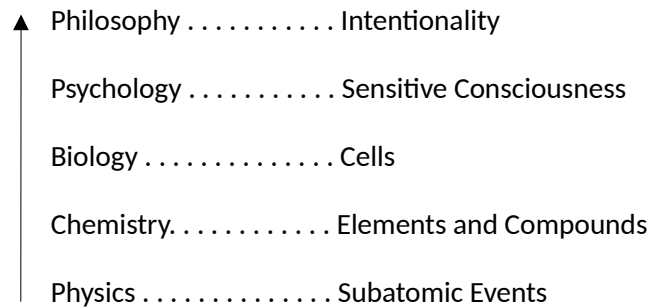 Philosophy . . . . . . . . . . . Intentionality
Psychology . . . . . . . . . . . Sensitive Consciousness
Biology . . . . . . . . . . . . . . Cells
Chemistry. . . . . . . . . . . . Elements and Compounds
Physics . . . . . . . . . . . . . . Subatomic Events